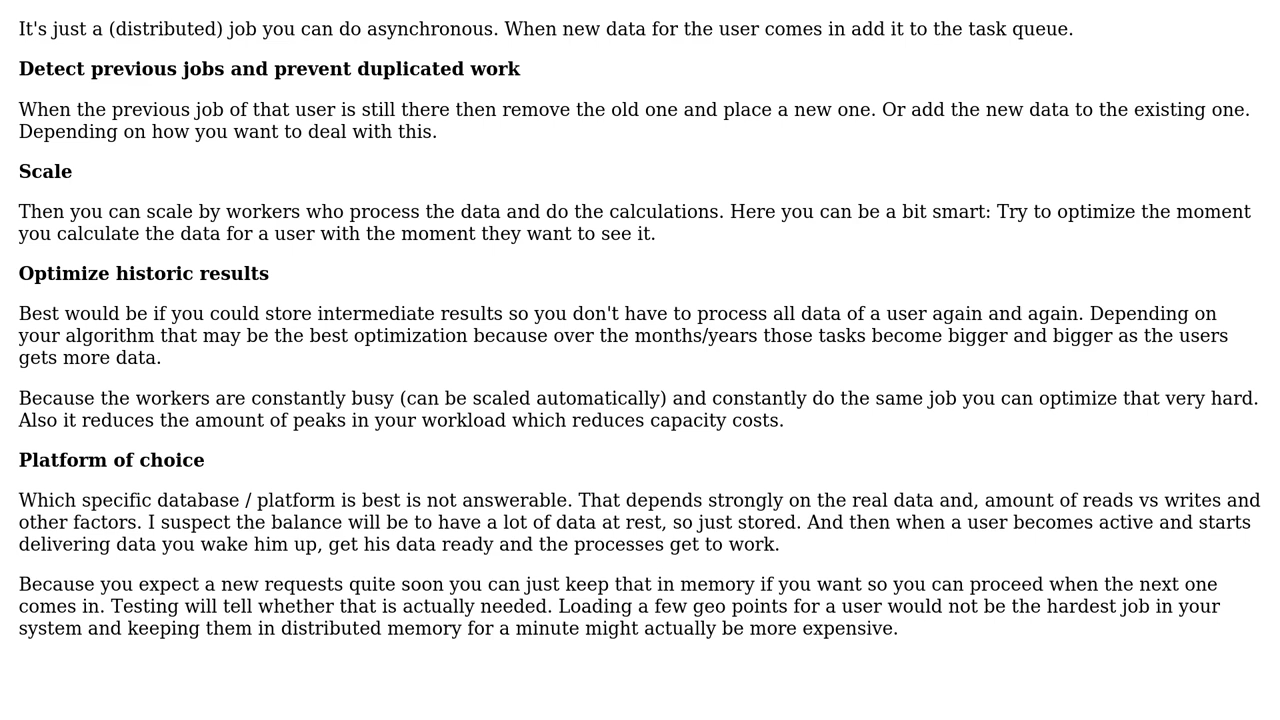 It's just a (distributed) job you can do asynchronous. When new data for the user comes in add it to the task queue.
Detect previous jobs and prevent duplicated work
When the previous job of that user is still there then remove the old one and place a new one. Or add the new data to the existing one.
Depending on how you want to deal with this.
Scale
Then you can scale by workers who process the data and do the calculations. Here you can be a bit smart: Try to optimize the moment
you calculate the data for a user with the moment they want to see it.
Optimize historic results
Best would be if you could store intermediate results so you don't have to process all data of a user again and again. Depending on
your algorithm that may be the best optimization because over the months/years those tasks become bigger and bigger as the users
gets more data.
Because the workers are constantly busy (can be scaled automatically) and constantly do the same job you can optimize that very hard.
Also it reduces the amount of peaks in your workload which reduces capacity costs.
Platform of choice
Which specific database / platform is best is not answerable. That depends strongly on the real data and, amount of reads vs writes and
other factors. I suspect the balance will be to have a lot of data at rest, so just stored. And then when a user becomes active and starts
delivering data you wake him up, get his data ready and the processes get to work.
Because you expect a new requests quite soon you can just keep that in memory if you want so you can proceed when the next one
comes in. Testing will tell whether that is actually needed. Loading a few geo points for a user would not be the hardest job in your
system and keeping them in distributed memory for a minute might actually be more expensive.